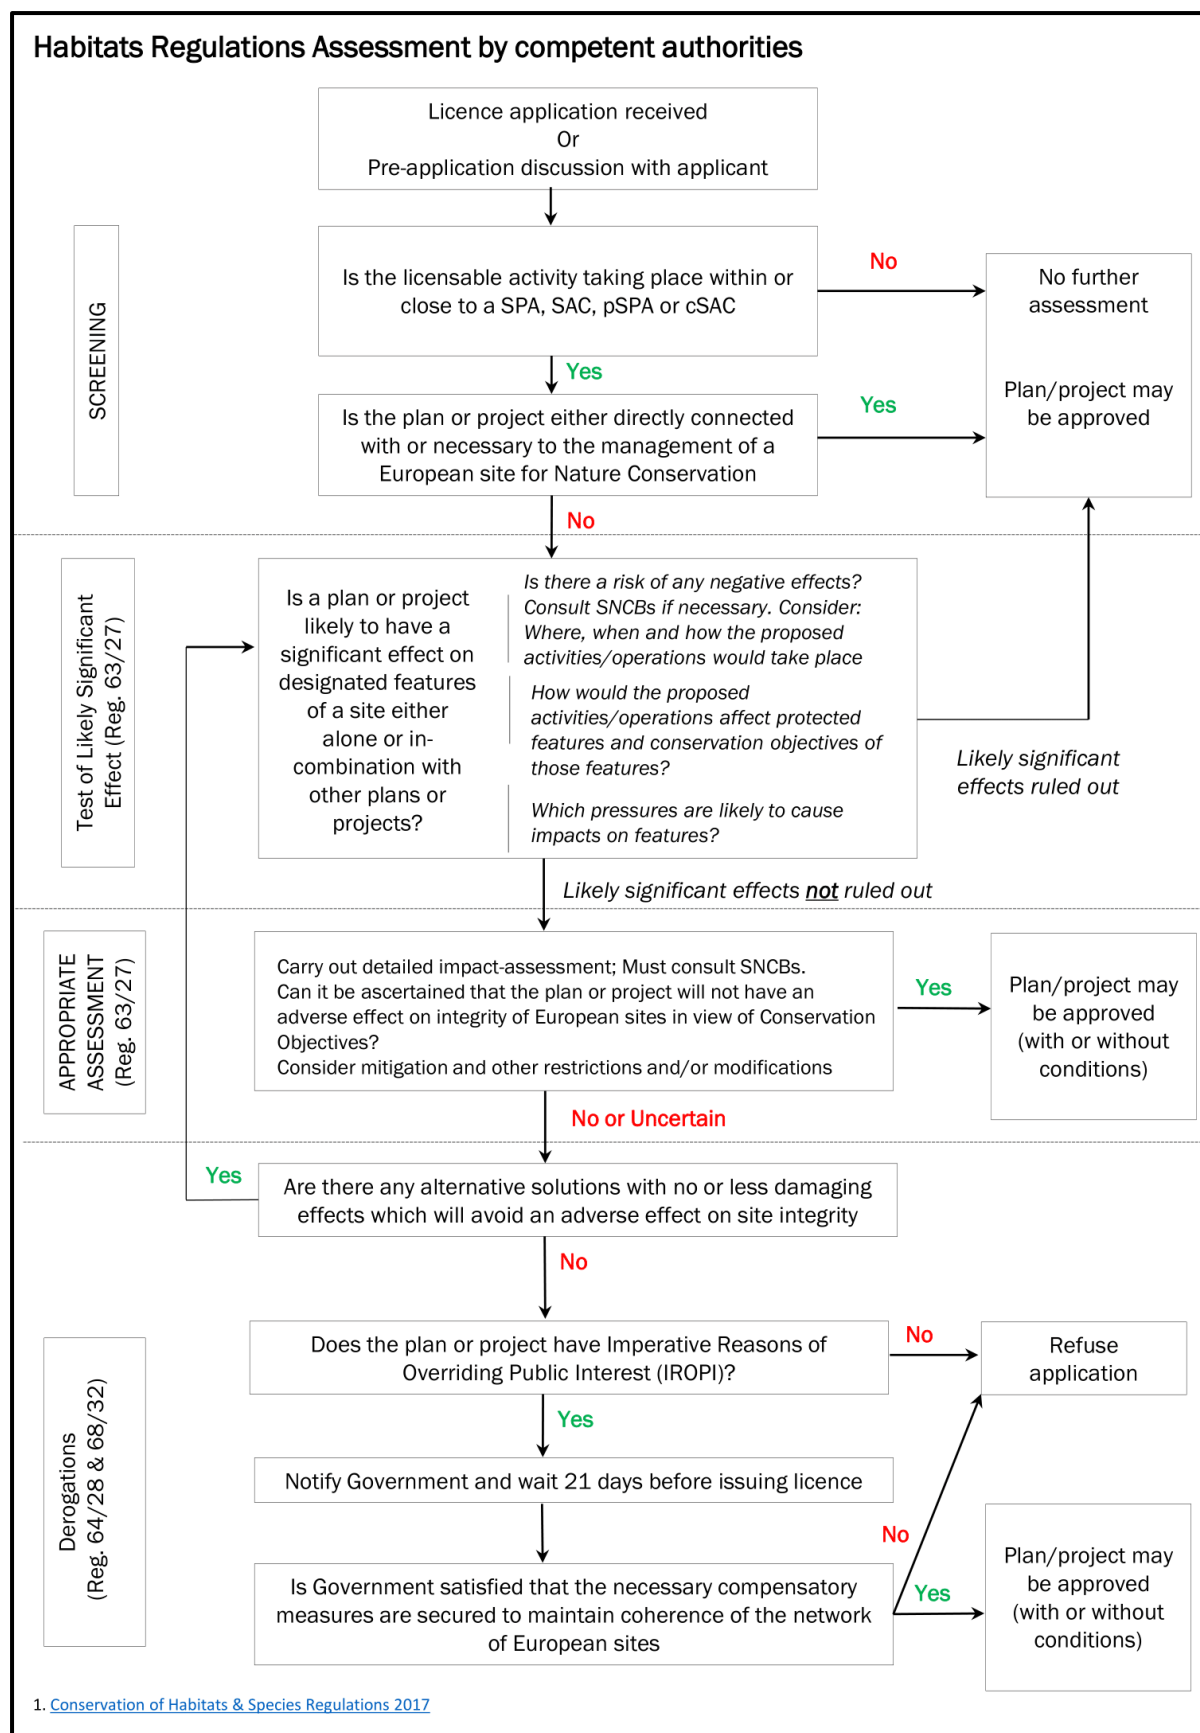 Habitats Regulations Assessment by competent authorities
Licence application received
Or
Pre-application discussion with applicant
SCREENING
Is the licensable activity taking place within or
close to a SPA, SAC, pSPA or cSAC
No
No further
assessment
Plan/project may
be approved
Yes
Is the plan or project either directly connected
with or necessary to the management of a
European site for Nature Conservation
Yes
No
Test of Likely Significant
Effect (Reg. 63/27)
Is a plan or project
likely to have a
significant effect on
designated features
of a site either
alone or in-
combination with
other plans or
projects?
Is there a risk of any negative effects?
Consult SNCBs if necessary. Consider:
Where, when and how the proposed
activities/operations would take place
How would the proposed
activities/operations affect protected
features and conservation objectives of
those features?
Which pressures are likely to cause
impacts on features?
Likely significant
effects ruled out
Likely significant effects not ruled out
APPROPRIATE
ASSESSMENT
(Reg. 63/27)
Carry out detailed impact-assessment; Must consult SNCBs.
Can it be ascertained that the plan or project will not have an
adverse effect on integrity of European sites in view of Conservation
Objectives?
Consider mitigation and other restrictions and/or modifications
Yes
Plan/project may
be approved
(with or without
conditions)
No or Uncertain
Yes
Are there any alternative solutions with no or less damaging
effects which will avoid an adverse effect on site integrity
No
Derogations
(Reg. 64/28 & 68/32)
Does the plan or project have Imperative Reasons of
Overriding Public Interest (IROPI)?
No
Refuse
application
Yes
Notify Government and wait 21 days before issuing licence
No
Is Government satisfied that the necessary compensatory
measures are secured to maintain coherence of the network
of European sites
Yes
Plan/project may
be approved
(with or without
conditions)
1. Conservation of Habitats & Species Regulations 2017